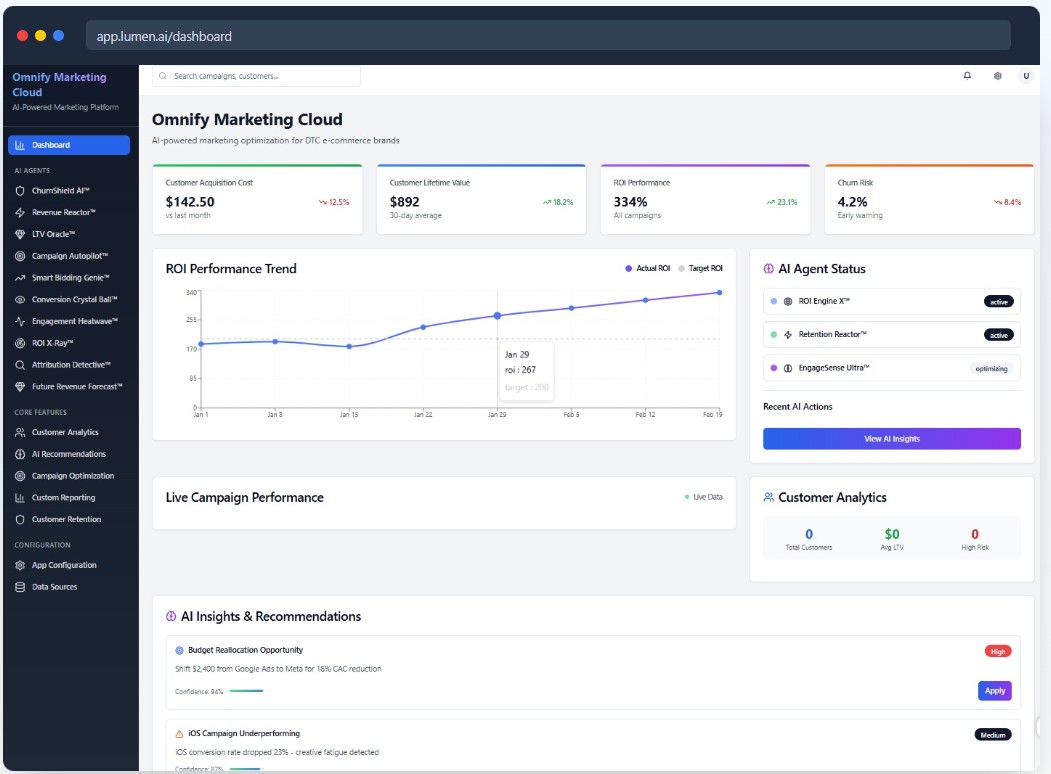 app.lumen.ai/dashboard
Omnify Marketing
Cloud
AI-Powered Marketing Platform
Dashboard
AI AGENTS
ChurnShield AI™
Revenue Reactor™
LTV Oracle™
Campaign Autopilot™
Smart Bidding Genie™
Conversion Crystal Ball™
Engagement Heatwave™
ROI X-Ray™
Attribution Detective™
Future Revenue Forecast™
CORE FEATURES
Customer Analytics
AI Recommendations
Campaign Optimization
Custom Reporting
Customer Retention
CONFIGURATION
App Configuration
Data Sources
Search campaigns, customers...
U
Omnify Marketing Cloud
AI-powered marketing optimization for DTC e-commerce brands
Customer Acquisition Cost
$142.50
12.5%
vs last month
Customer Lifetime Value
$892
18.2%
30-day average
ROI Performance
334%
23.1%
All campaigns
Churn Risk
4.2%
8.4%
Early warning
ROI Performance Trend
Actual ROI
Target ROI
340
255
170
85
0
Jan 1
Jan 8
Jan 15
Jan 22
Jan 29
Feb 5
Feb 12
Feb 19
Jan 29
roi : 267
target : 200
AI Agent Status
ROI Engine X™
active
Retention Reactor™
active
EngageSense Ultra™
optimizing
Recent AI Actions
View AI Insights
Live Campaign Performance
Live Data
Customer Analytics
0
Total Customers
$0
Avg LTV
0
High Risk
AI Insights & Recommendations
Budget Reallocation Opportunity
High
Shift $2,400 from Google Ads to Meta for 18% CAC reduction
Confidence: 94%
Apply
iOS Campaign Underperforming
Medium
iOS conversion rate dropped 23% - creative fatigue detected
Confidence: 87%